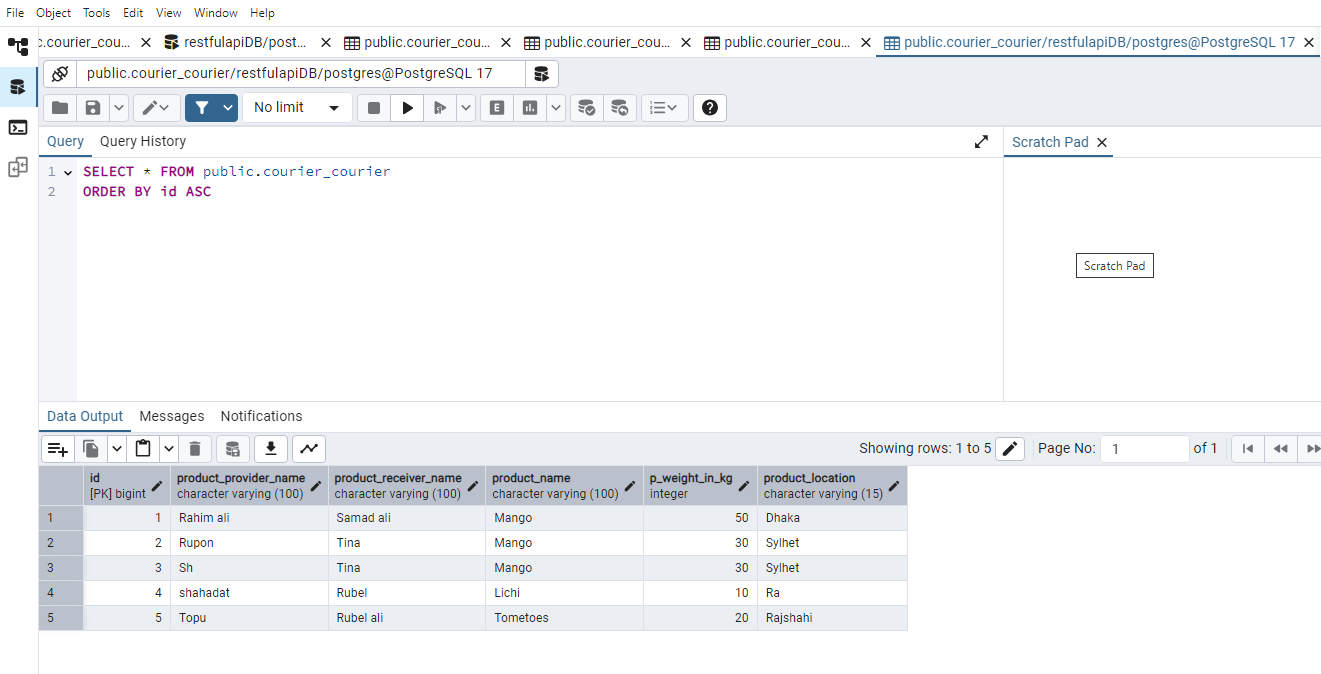 File Object Tools Edit View Window Help
c.courier_cou... restfulapiDB/post... public.courier_cou... public.courier_cou... public.courier_cou... public.courier_courier/restfulapiDB/postgres@PostgreSQL 17
public.courier_courier/restfulapiDB/postgres@PostgreSQL 17
No limit E
Query Query History Scratch Pad
1 SELECT * FROM public.courier_courier
2 ORDER BY id ASC
Scratch Pad
Data Output Messages Notifications
Showing rows: 1 to 5 Page No: 1 of 1
id product_provider_name product_receiver_name product_name p_weight_in_kg product_location
[PK] bigint character varying (100) character varying (100) character varying (100) integer character varying (15)
1 1 Rahim ali Samad ali Mango 50 Dhaka
2 2 Rupon Tina Mango 30 Sylhet
3 3 Sh Tina Mango 30 Sylhet
4 4 shahadat Rubel Lichi 10 Ra
5 5 Topu Rubel ali Tometoes 20 Rajshahi